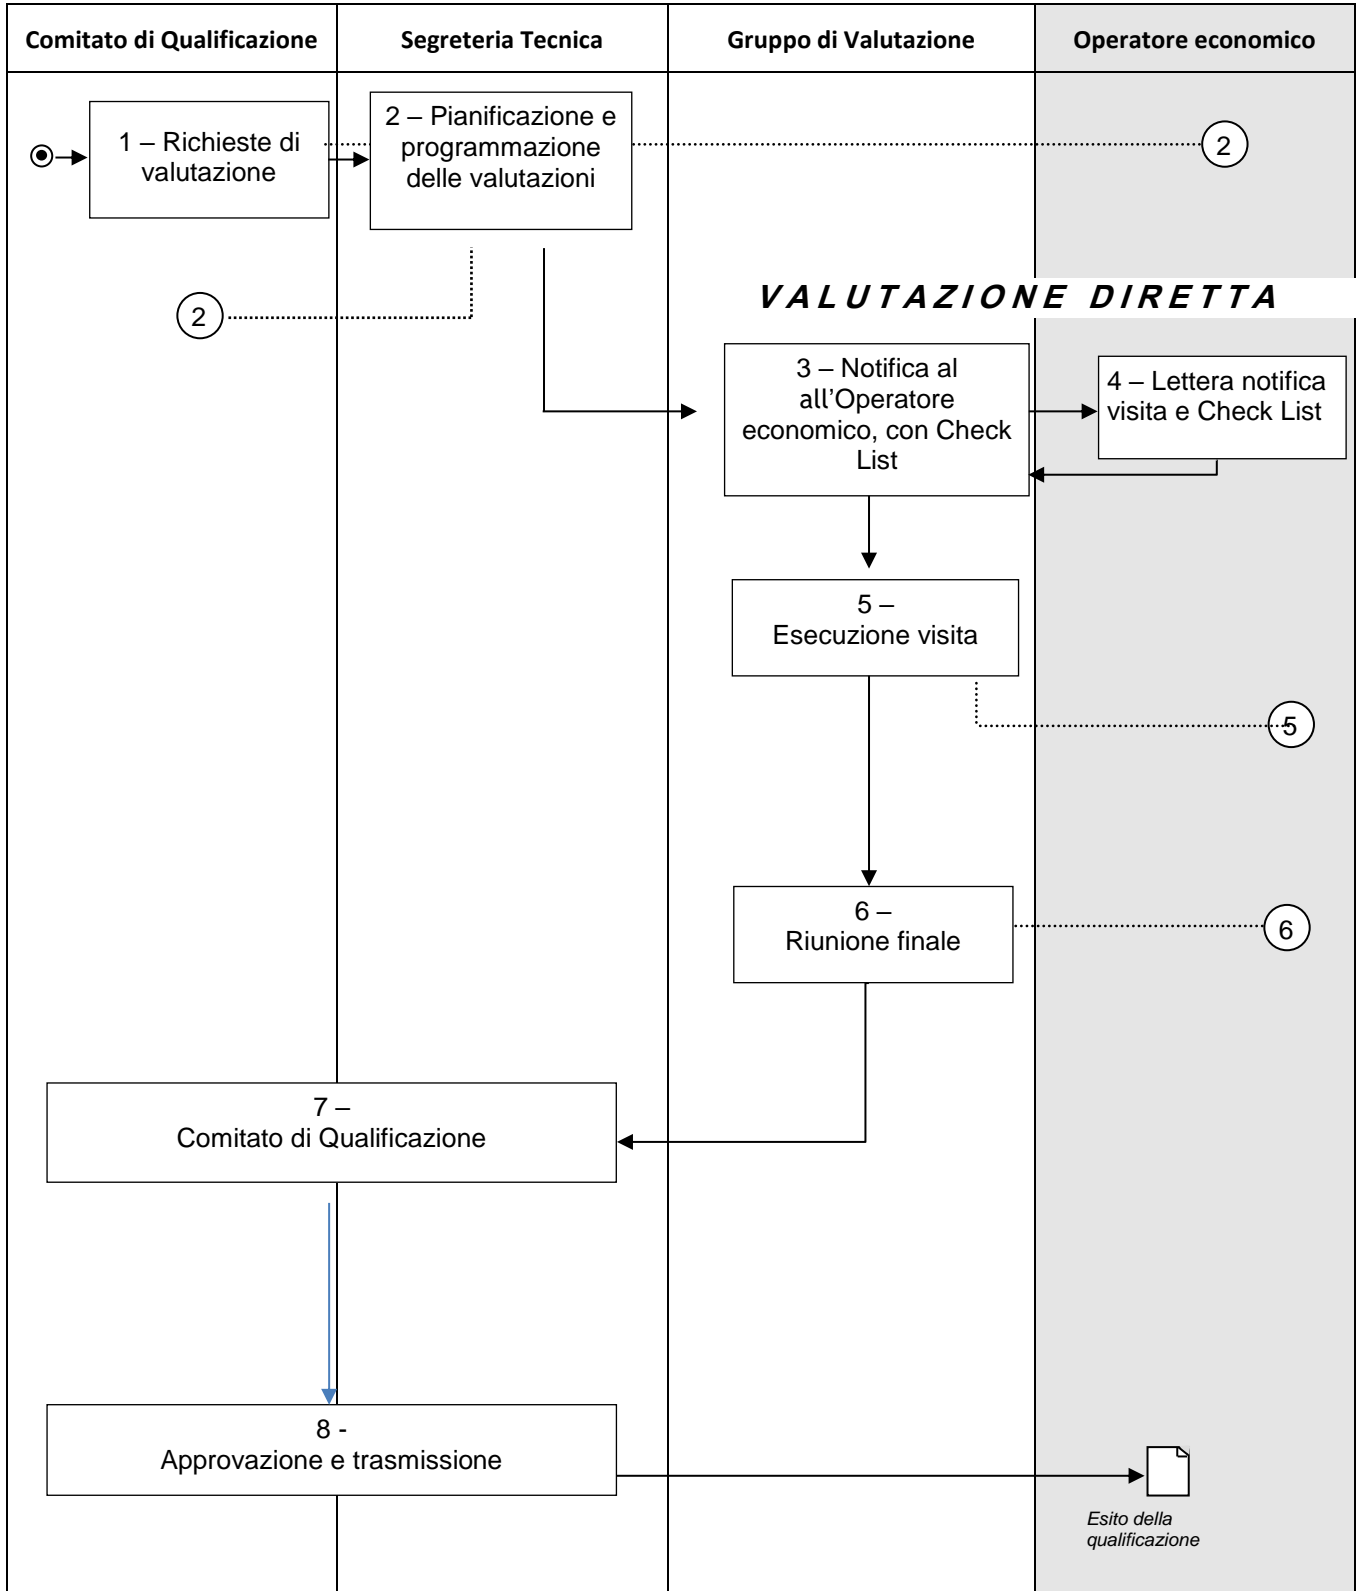 Comitato di Qualificazione
Segreteria Tecnica
Gruppo di Valutazione
Operatore economico
1 – Richieste di
valutazione
2 – Pianificazione e
programmazione
delle valutazioni
2
2
VALUTAZIONE DIRETTA
3 – Notifica al
all’Operatore
economico, con Check
List
4 – Lettera notifica
visita e Check List
5 –
Esecuzione visita
5
6 –
Riunione finale
6
7 –
Comitato di Qualificazione
8 -
Approvazione e trasmissione
Esito della
qualificazione